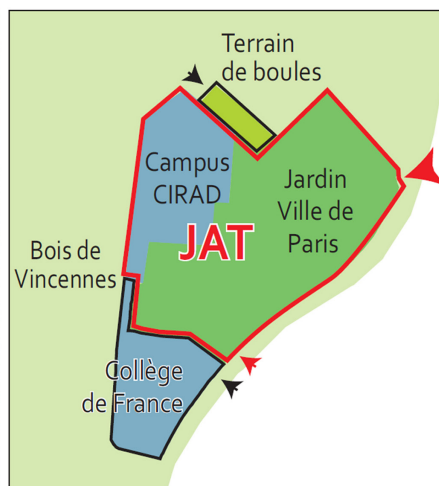 Terrain
de boules
Campus
CIRAD
Jardin
Ville de
Paris
JAT
Bois de
Vincennes
Collège
de France